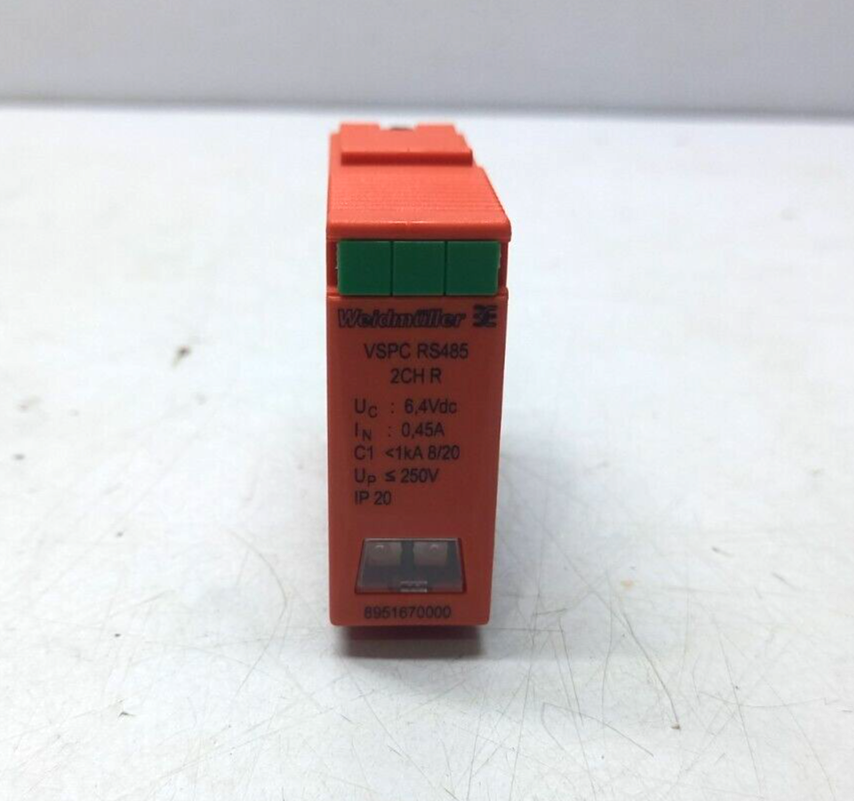 Weidmüller
VSPC RS485
2CH R
UC : 6,4Vdc
IN : 0,45A
C1 <1kA 8/20
UP ≤ 250V
IP 20
8951670000